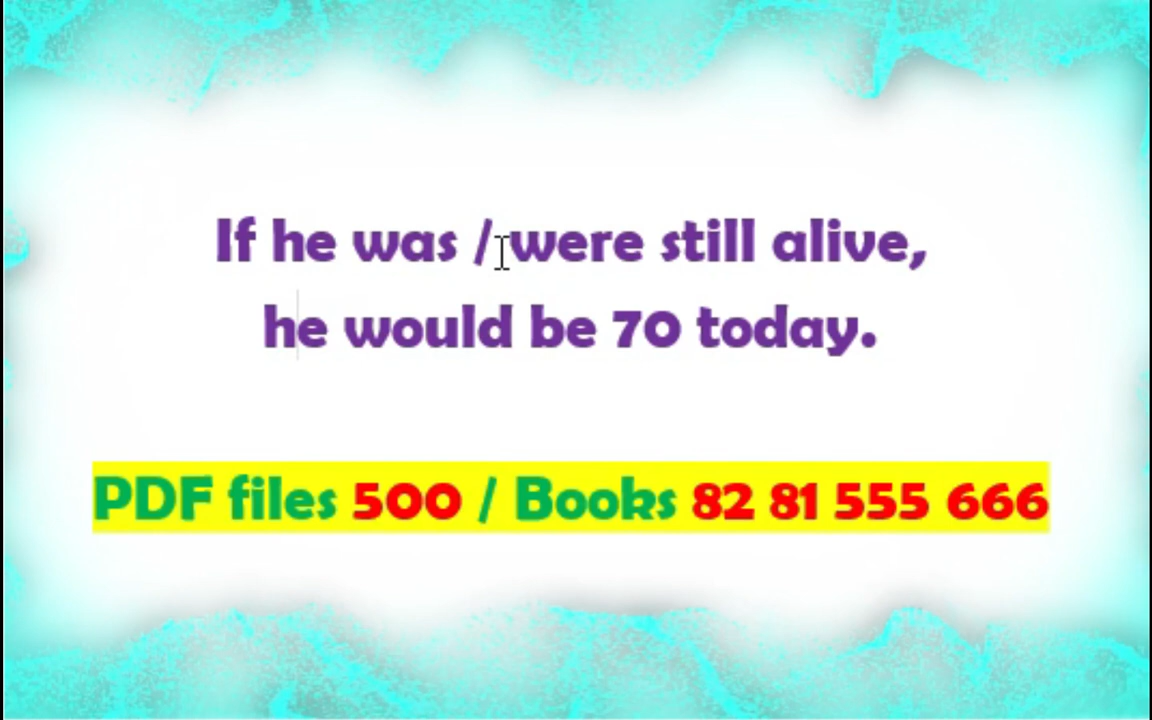 If he was / were still alive,
he would be 70 today.
PDF files 500 / Books 82 81 555 666